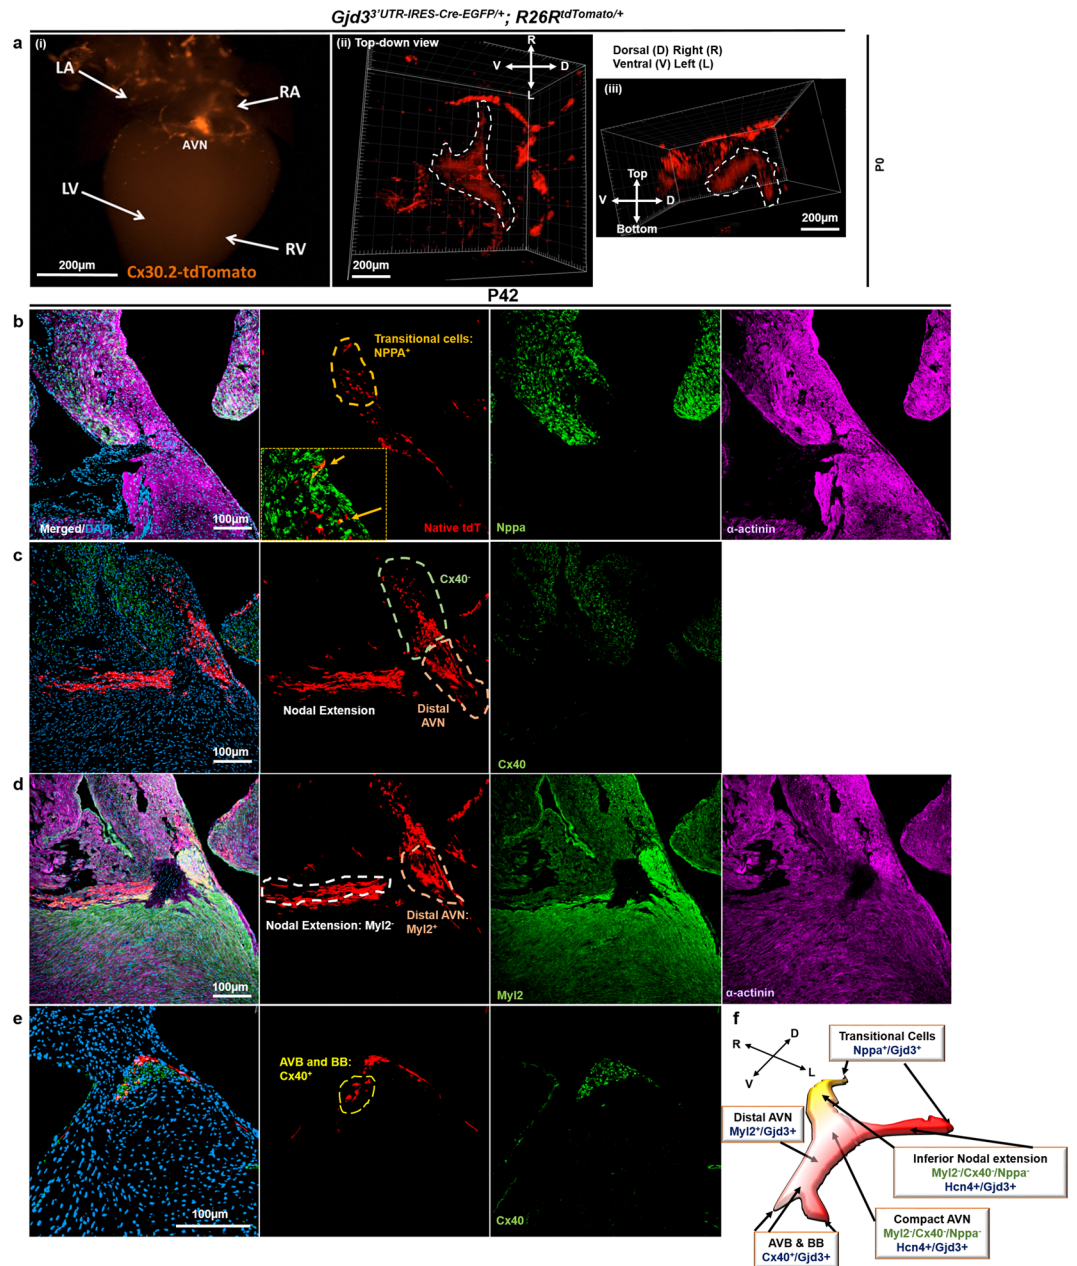 Gjd3^3'UTR-IRES-Cre-EGFP/+; R26R^tdTomato/+
a
(i)
LA
RA
AVN
LV
RV
200µm
Cx30.2-tdTomato
(ii) Top-down view
R
V D
L
200µm
Dorsal (D) Right (R)
Ventral (V) Left (L)
(iii)
Top
V D
Bottom
200µm
P0
P42
b
Merged/DAPI
100µm
Transitional cells:
NPPA⁺
Native tdT
Nppa
α-actinin
c
100µm
Cx40⁻
Nodal Extension
Distal
AVN
Cx40
d
100µm
Nodal Extension: Myl2⁻
Distal AVN:
Myl2⁺
Myl2
α-actinin
e
100µm
AVB and BB:
Cx40⁺
Cx40
f
D
R
L
V
Transitional Cells
Nppa⁺/Gjd3⁺
Distal AVN
Myl2⁺/Gjd3+
Inferior Nodal extension
Myl2⁻/Cx40⁻/Nppa⁻
Hcn4+/Gjd3+
Compact AVN
Myl2⁻/Cx40⁻/Nppa⁻
Hcn4+/Gjd3+
AVB & BB
Cx40⁺/Gjd3+